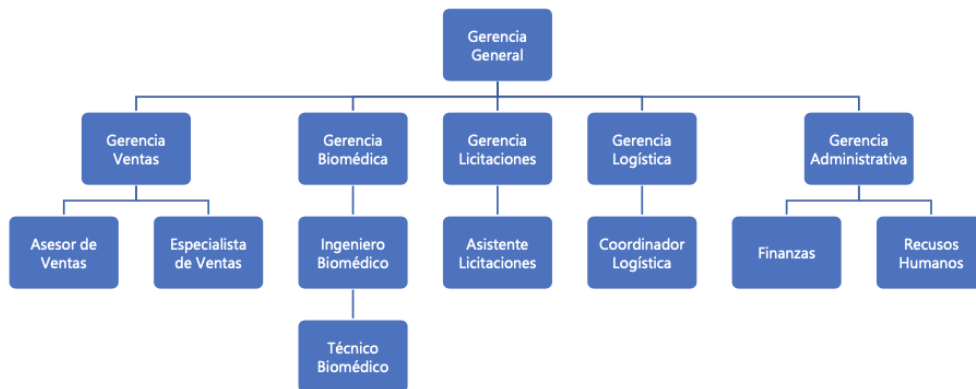 Gerencia
General
Gerencia
Ventas
Gerencia
Biomédica
Gerencia
Licitaciones
Gerencia
Logística
Gerencia
Administrativa
Asesor de
Ventas
Especialista
de Ventas
Ingeniero
Biomédico
Asistente
Licitaciones
Coordinador
Logística
Finanzas
Recusos
Humanos
Técnico
Biomédico